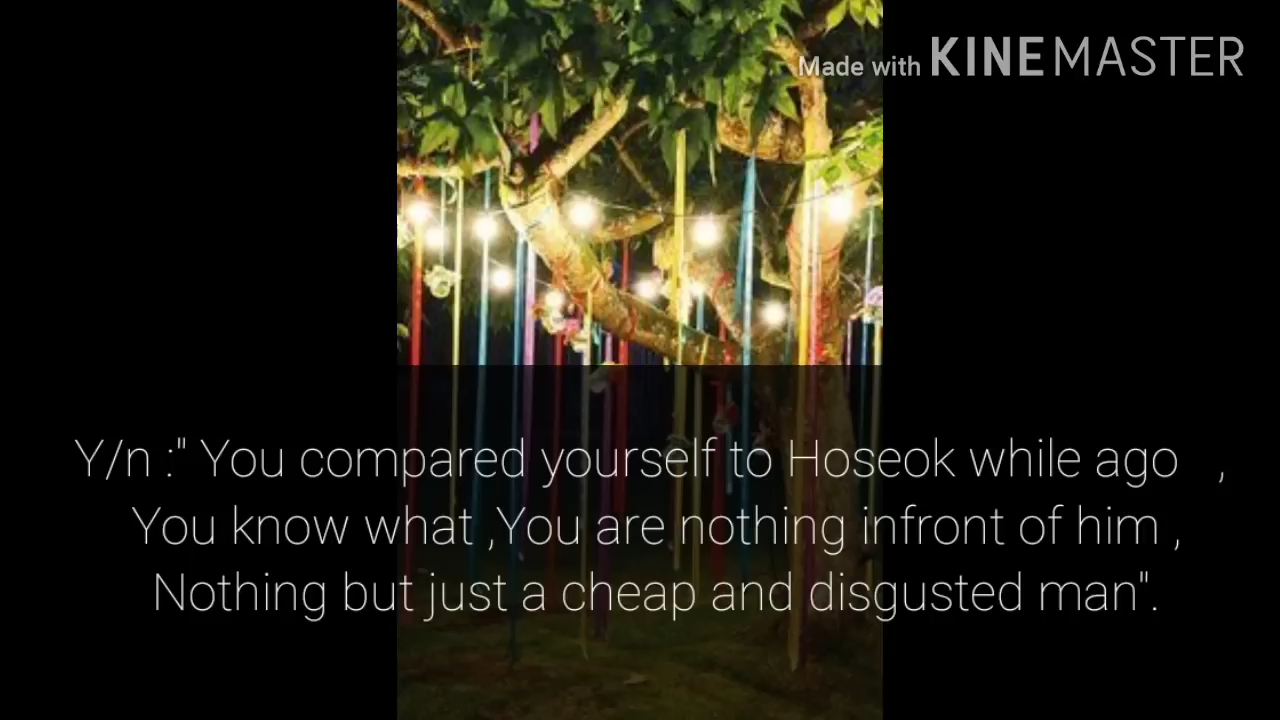 Made with KINEMASTER
Y/n :" You compared yourself to Hoseok while ago ,
You know what ,You are nothing infront of him ,
Nothing but just a cheap and disgusted man".